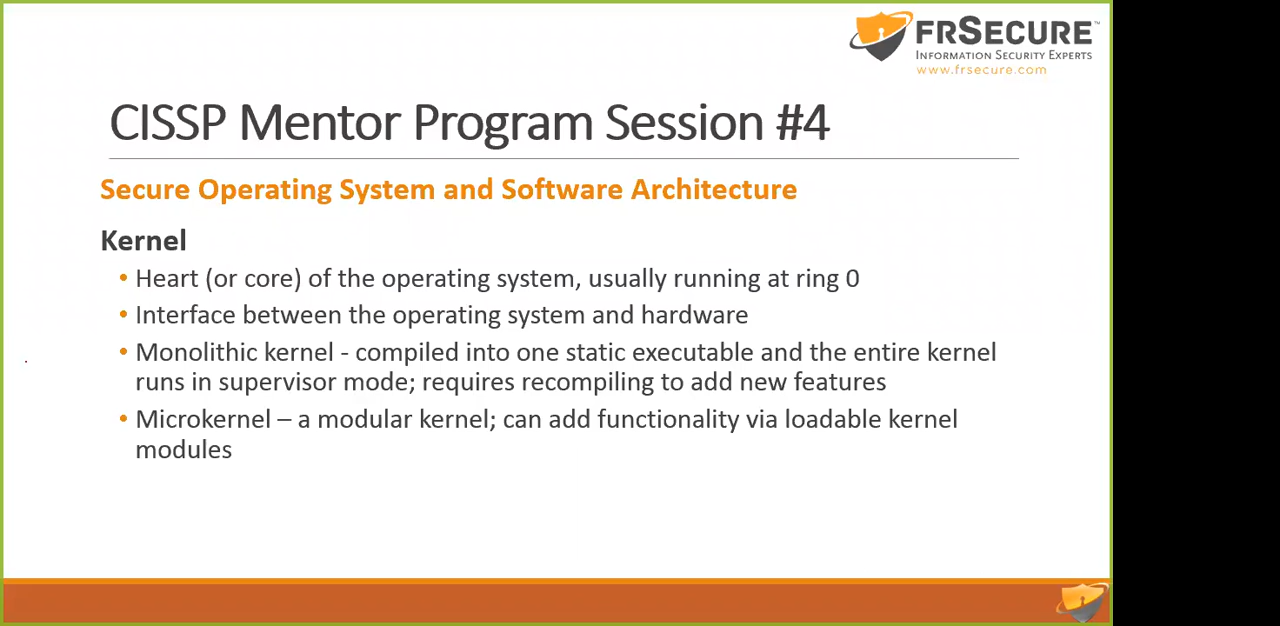 FRSECURE™
INFORMATION SECURITY EXPERTS
www.frsecure.com
CISSP Mentor Program Session #4
Secure Operating System and Software Architecture
Kernel
• Heart (or core) of the operating system, usually running at ring 0
• Interface between the operating system and hardware
• Monolithic kernel - compiled into one static executable and the entire kernel
runs in supervisor mode; requires recompiling to add new features
• Microkernel – a modular kernel; can add functionality via loadable kernel
modules